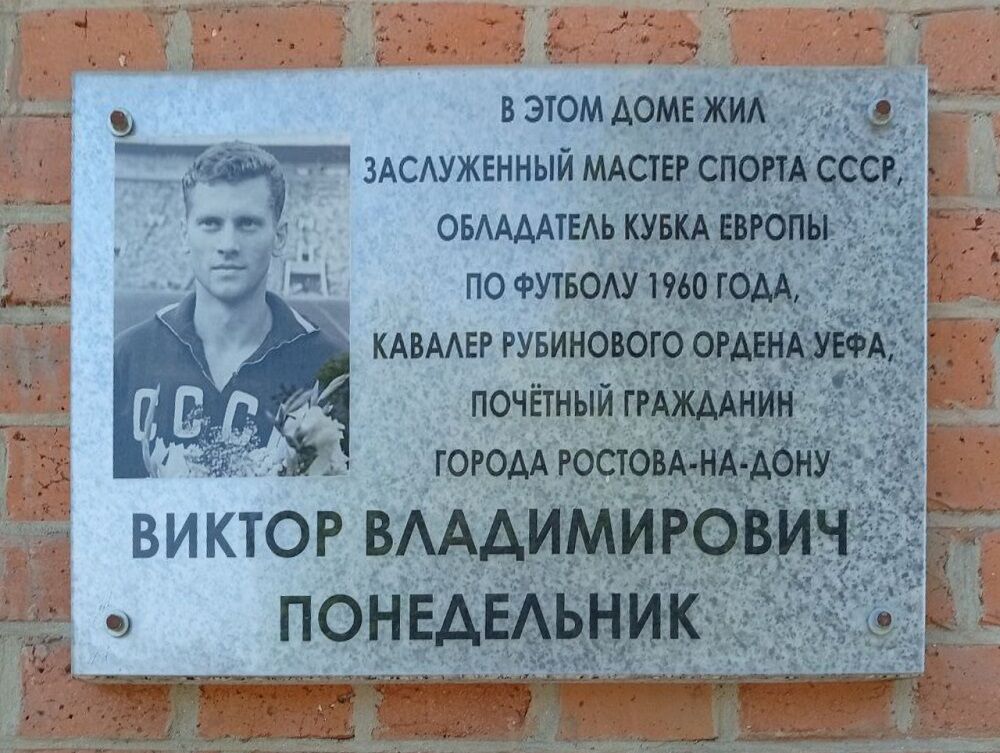 В ЭТОМ ДОМЕ ЖИЛ
ЗАСЛУЖЕННЫЙ МАСТЕР СПОРТА СССР,
ОБЛАДАТЕЛЬ КУБКА ЕВРОПЫ
ПО ФУТБОЛУ 1960 ГОДА,
КАВАЛЕР РУБИНОВОГО ОРДЕНА УЕФА,
ПОЧЁТНЫЙ ГРАЖДАНИН
ГОРОДА РОСТОВА-НА-ДОНУ
СССР
ВИКТОР ВЛАДИМИРОВИЧ
ПОНЕДЕЛЬНИК